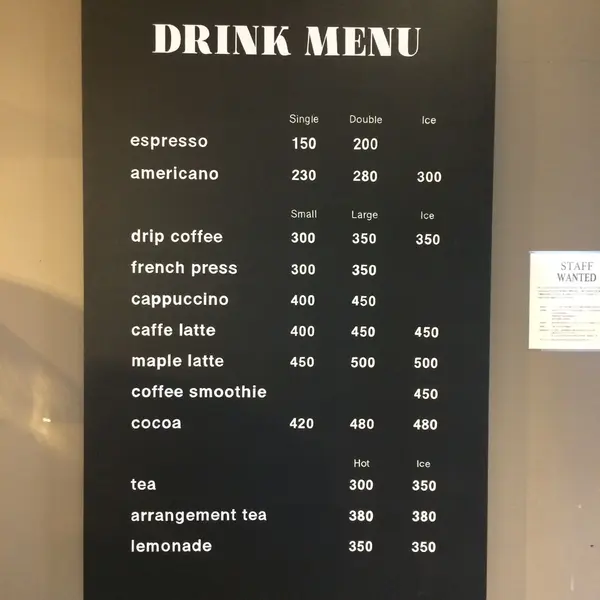 DRINK MENU
Single Double Ice
espresso 150 200
americano 230 280 300
Small Large Ice
drip coffee 300 350 350
french press 300 350
cappuccino 400 450
caffe latte 400 450 450
maple latte 450 500 500
coffee smoothie 450
cocoa 420 480 480
Hot Ice
tea 300 350
arrangement tea 380 380
lemonade 350 350
STAFF
WANTED